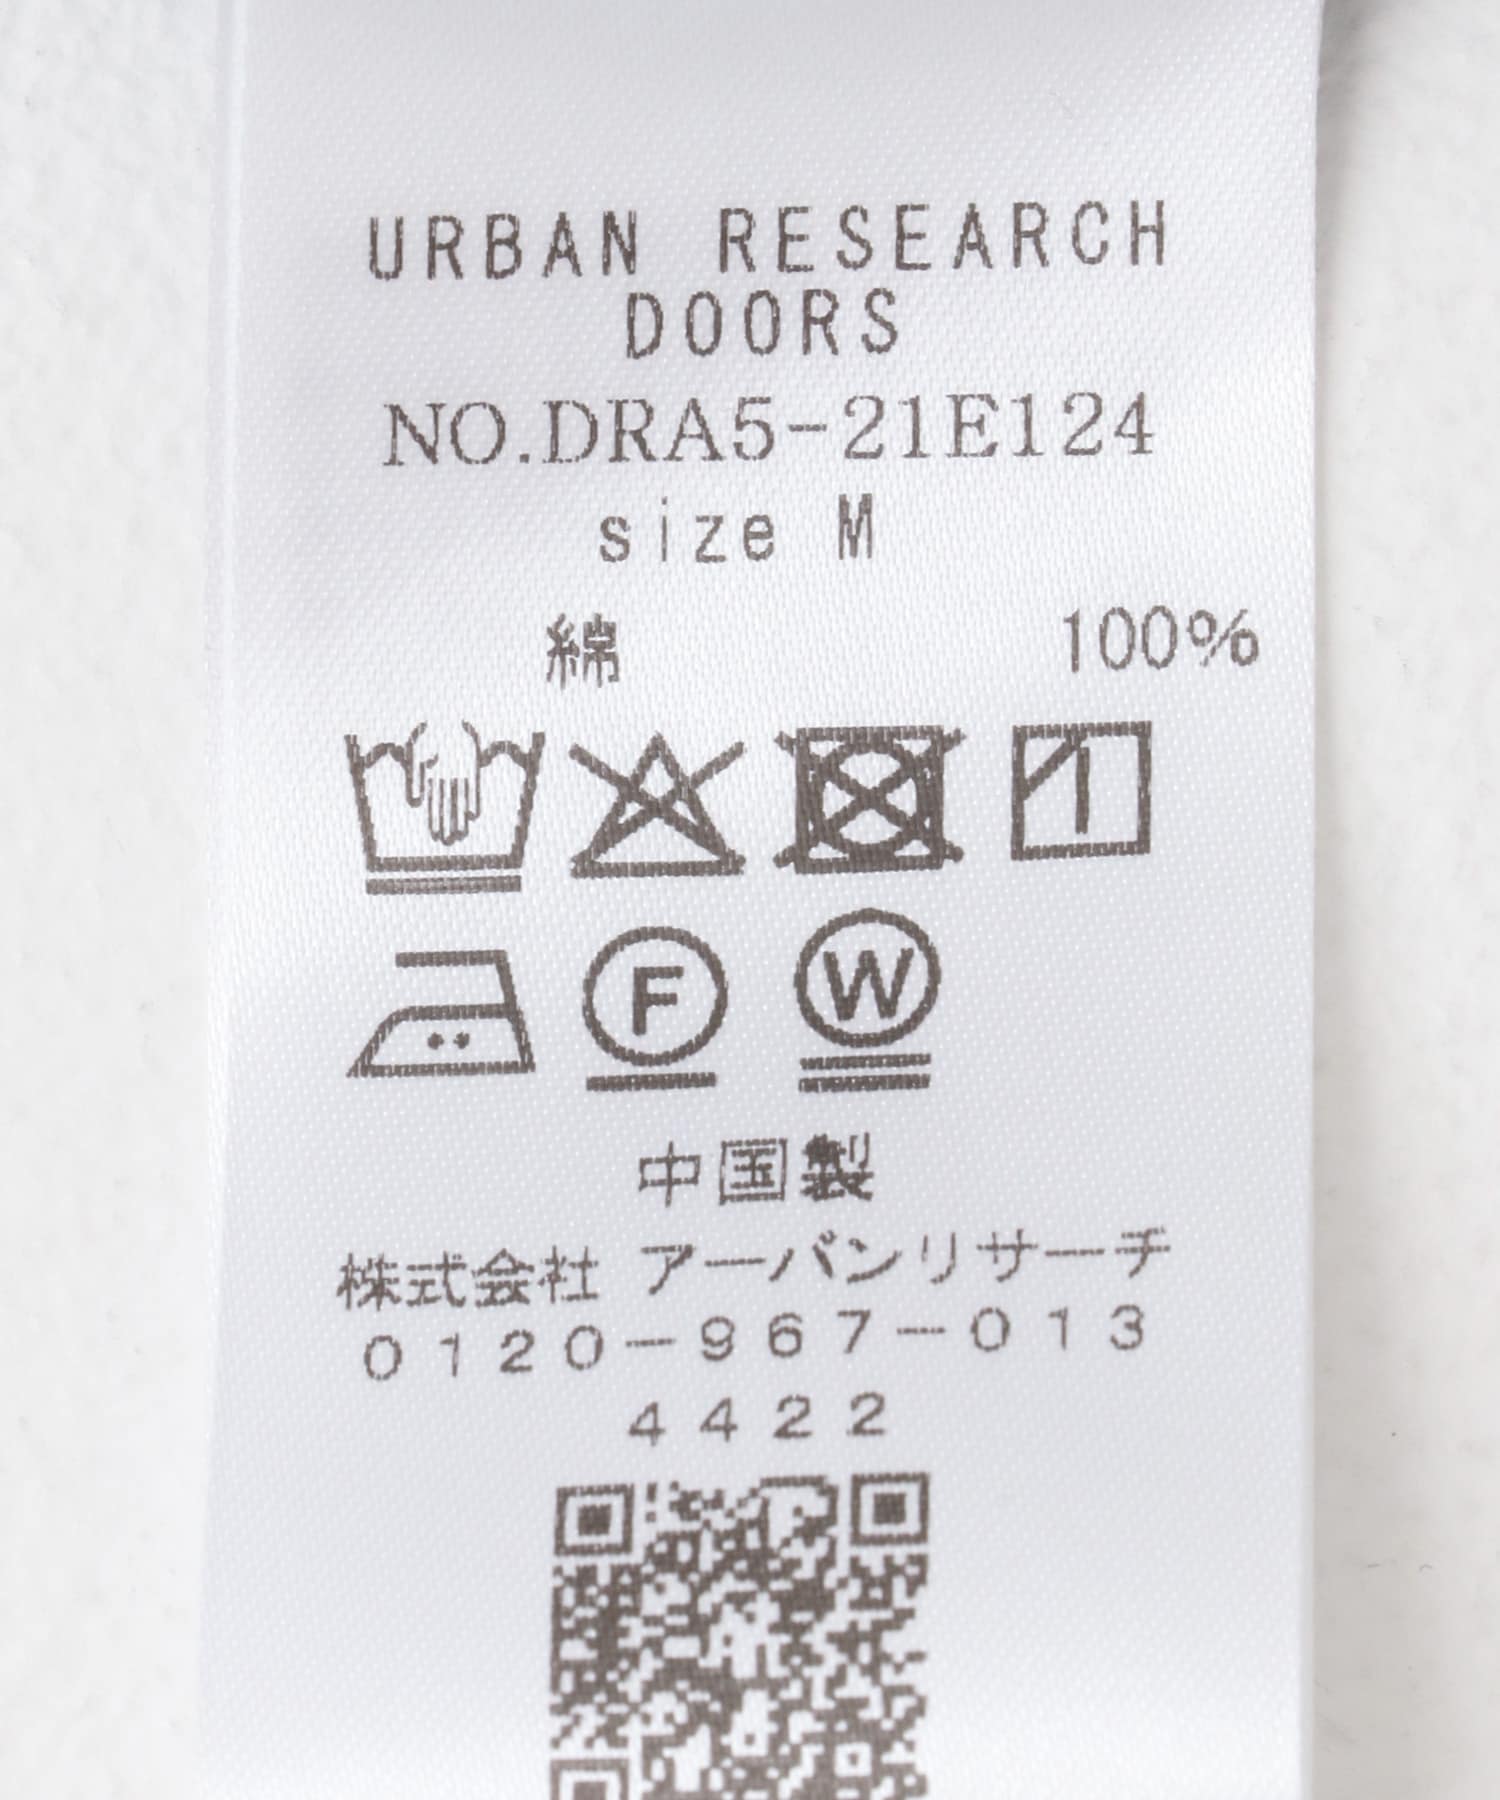 URBAN RESEARCH
DOORS
NO.DRA5-21E124
size M
綿 100%
F W
中国製
株式会社 アーバンリサーチ
0120-967-013
4422